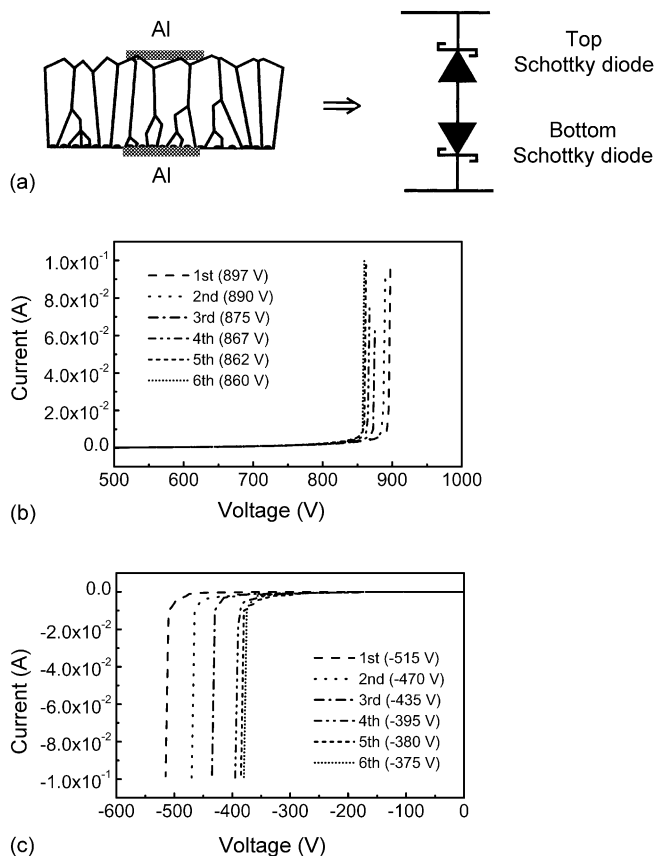 Al
Top
Schottky diode
Bottom
Schottky diode
Al
(a)
1.0x10⁻¹
8.0x10⁻²
6.0x10⁻²
4.0x10⁻²
2.0x10⁻²
0.0
Current (A)
1st (897 V)
2nd (890 V)
3rd (875 V)
4th (867 V)
5th (862 V)
6th (860 V)
500 600 700 800 900 1000
Voltage (V)
(b)
0.0
-2.0x10⁻²
-4.0x10⁻²
-6.0x10⁻²
-8.0x10⁻²
-1.0x10⁻¹
Current (A)
1st (-515 V)
2nd (-470 V)
3rd (-435 V)
4th (-395 V)
5th (-380 V)
6th (-375 V)
-600 -500 -400 -300 -200 -100 0
Voltage (V)
(c)